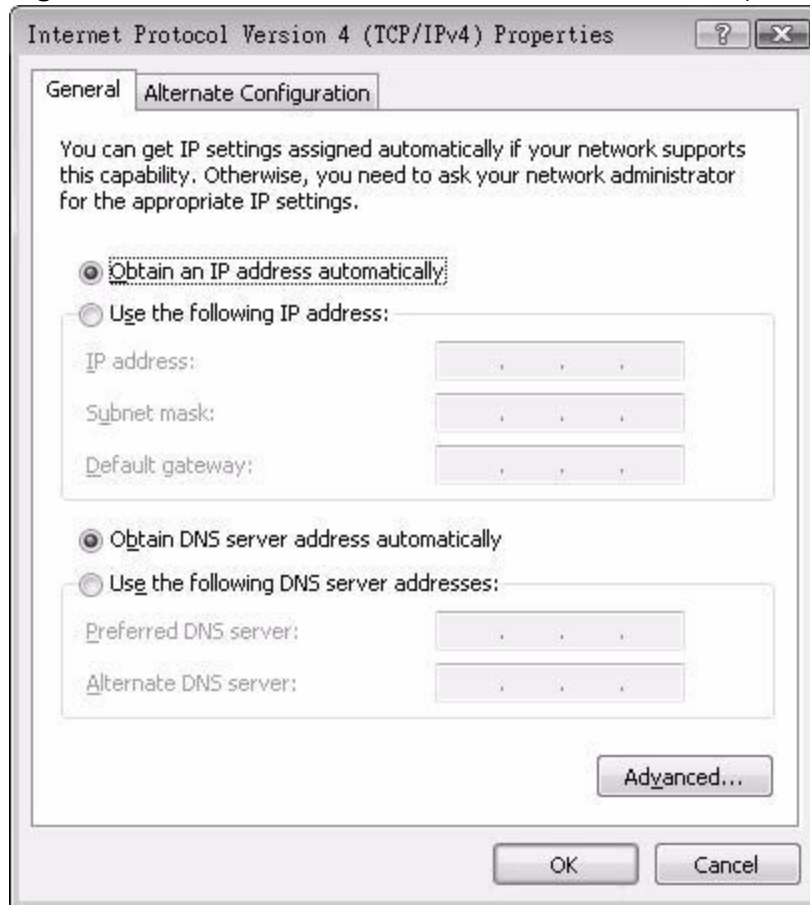 Internet Protocol Version 4 (TCP/IPv4) Properties
General
Alternate Configuration
You can get IP settings assigned automatically if your network supports
this capability. Otherwise, you need to ask your network administrator
for the appropriate IP settings.
Obtain an IP address automatically
Use the following IP address:
IP address:
Subnet mask:
Default gateway:
Obtain DNS server address automatically
Use the following DNS server addresses:
Preferred DNS server:
Alternate DNS server:
Advanced...
OK
Cancel